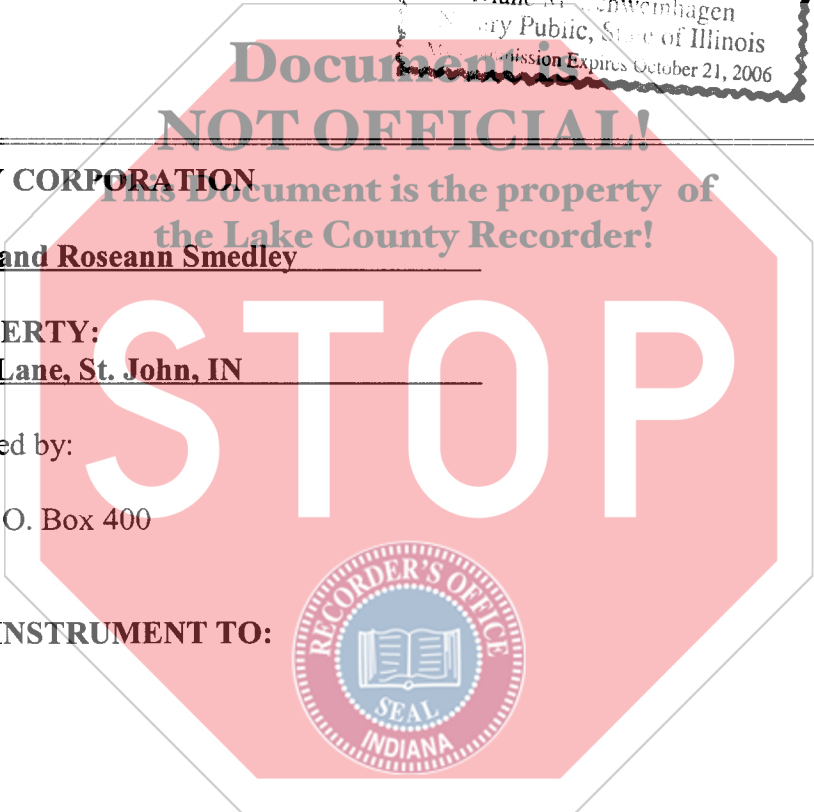 Public, State of Illinois
Expires October 21, 2006
Document is
NOT OFFICIAL!
CORPORATION
This Document is the property of
the Lake County Recorder!
and Roseann Smedley
ERTY:
Lane, St. John, IN
STOP
ed by:
O. Box 400
INSTRUMENT TO:
RECORDER'S OFFICE
SEAL
INDIANA